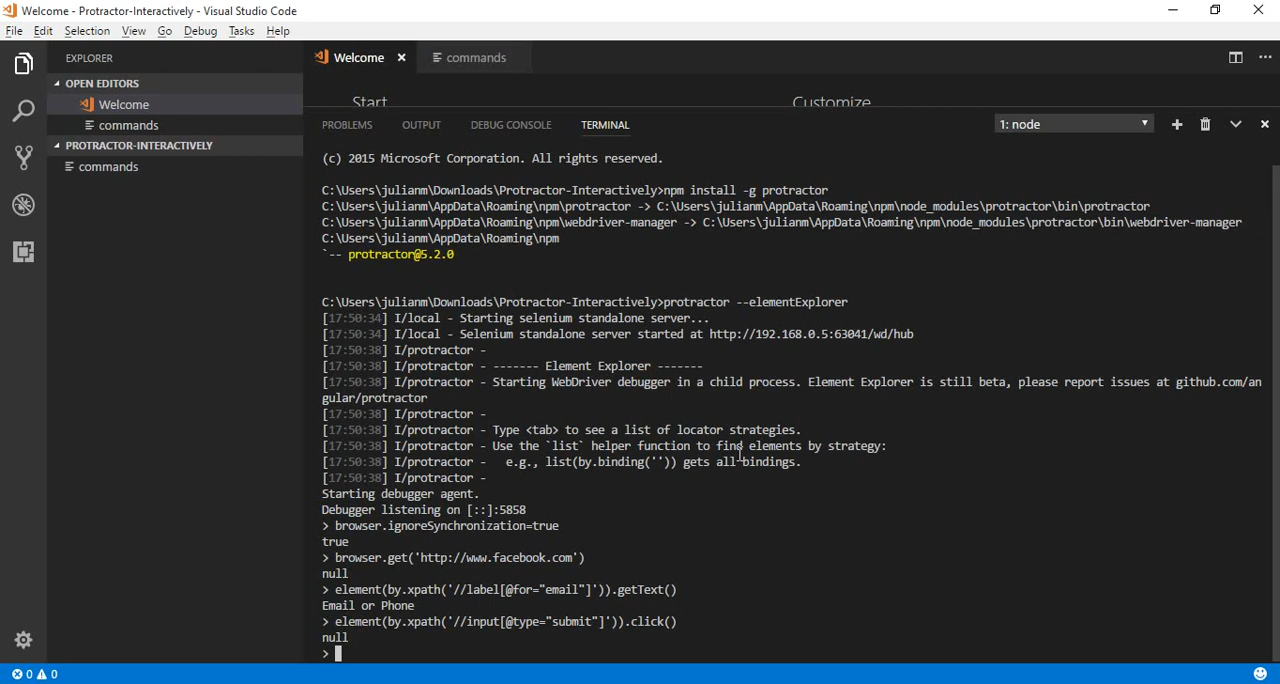 Welcome - Protractor-Interactively - Visual Studio Code
File Edit Selection View Go Debug Tasks Help
EXPLORER
OPEN EDITORS
Welcome
commands
PROTRACTOR-INTERACTIVELY
commands
Welcome commands
Start Customize
PROBLEMS OUTPUT DEBUG CONSOLE TERMINAL 1: node
(c) 2015 Microsoft Corporation. All rights reserved.
C:\Users\julianm\Downloads\Protractor-Interactively>npm install -g protractor
C:\Users\julianm\AppData\Roaming\npm\protractor -> C:\Users\julianm\AppData\Roaming\npm\node_modules\protractor\bin\protractor
C:\Users\julianm\AppData\Roaming\npm\webdriver-manager -> C:\Users\julianm\AppData\Roaming\npm\node_modules\protractor\bin\webdriver-manager
C:\Users\julianm\AppData\Roaming\npm
`-- protractor@5.2.0
C:\Users\julianm\Downloads\Protractor-Interactively>protractor --elementExplorer
[17:50:34] I/local - Starting selenium standalone server...
[17:50:34] I/local - Selenium standalone server started at http://192.168.0.5:63041/wd/hub
[17:50:38] I/protractor -
[17:50:38] I/protractor - ------- Element Explorer -------
[17:50:38] I/protractor - Starting WebDriver debugger in a child process. Element Explorer is still beta, please report issues at github.com/an
gular/protractor
[17:50:38] I/protractor -
[17:50:38] I/protractor - Type <tab> to see a list of locator strategies.
[17:50:38] I/protractor - Use the `list` helper function to find elements by strategy:
[17:50:38] I/protractor -   e.g., list(by.binding('')) gets all bindings.
[17:50:38] I/protractor -
Starting debugger agent.
Debugger listening on [::]:5858
> browser.ignoreSynchronization=true
true
> browser.get('http://www.facebook.com')
null
> element(by.xpath('//label[@for="email"]')).getText()
Email or Phone
> element(by.xpath('//input[@type="submit"]')).click()
null
>
0 0